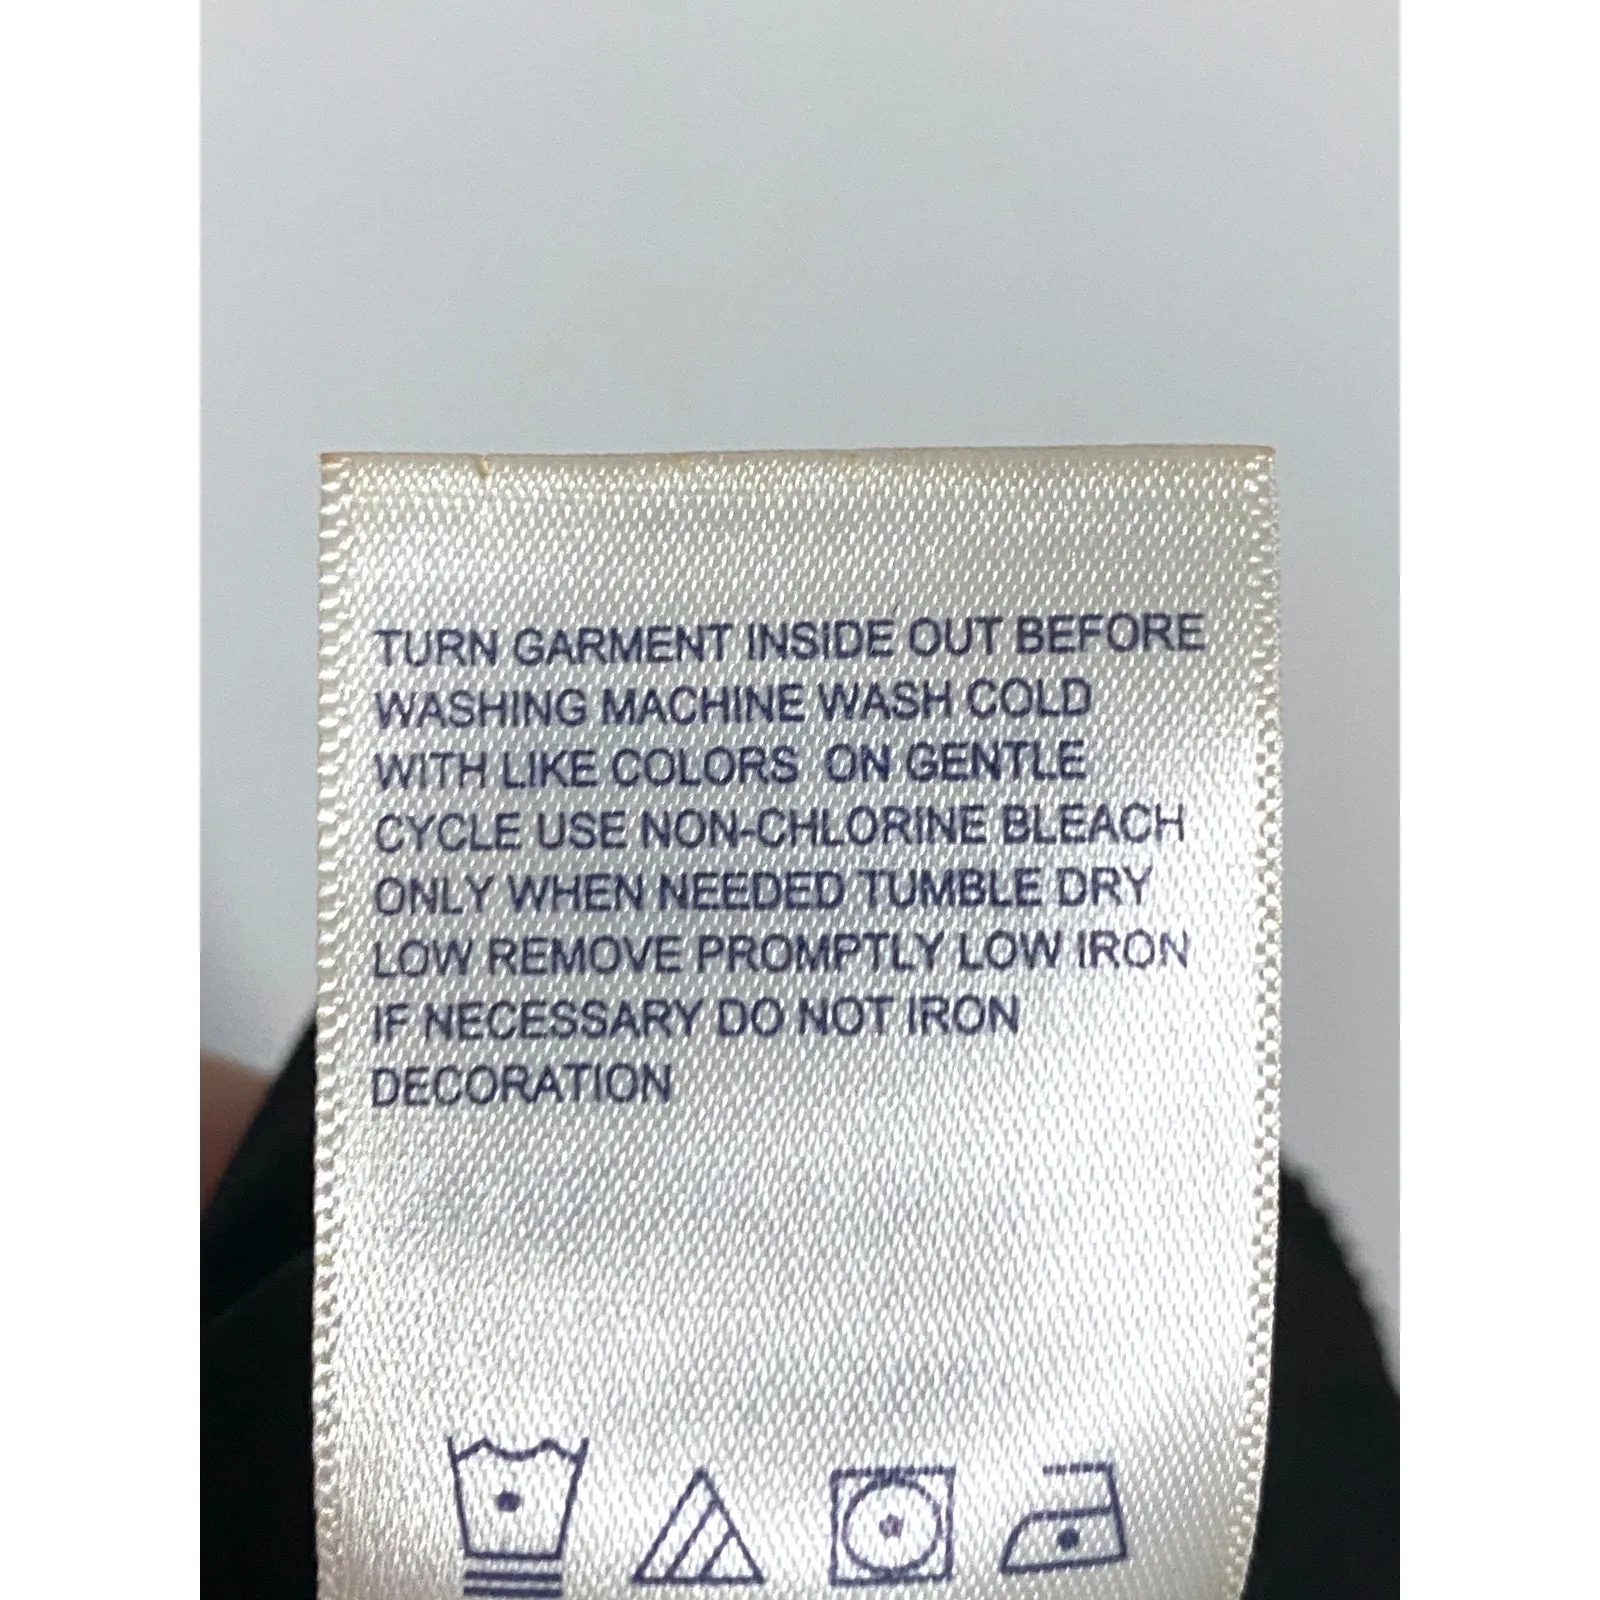 TURN GARMENT INSIDE OUT BEFORE
WASHING MACHINE WASH COLD
WITH LIKE COLORS ON GENTLE
CYCLE USE NON-CHLORINE BLEACH
ONLY WHEN NEEDED TUMBLE DRY
LOW REMOVE PROMPTLY LOW IRON
IF NECESSARY DO NOT IRON
DECORATION